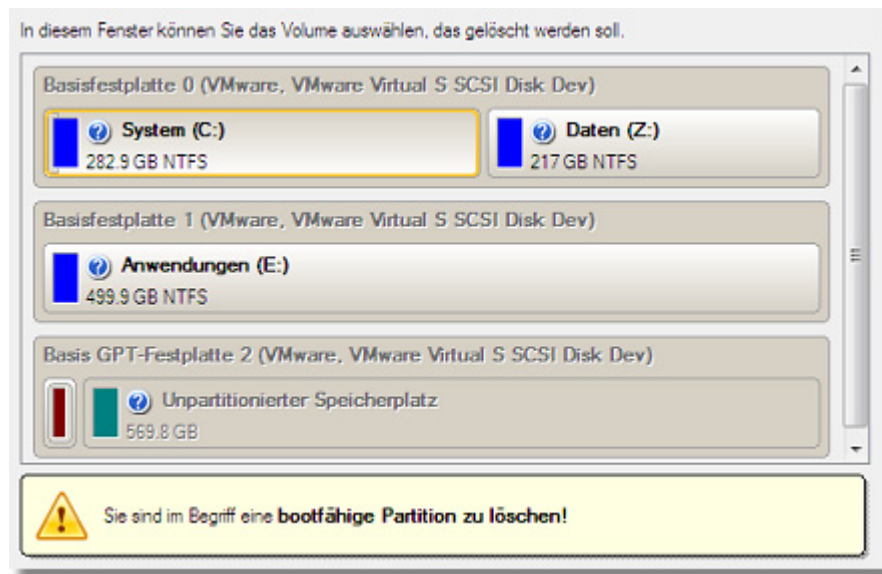 In diesem Fenster können Sie das Volume auswählen, das gelöscht werden soll.
Basisfestplatte 0 (VMware, VMware Virtual S SCSI Disk Dev)
System (C:)
282.9 GB NTFS
Daten (Z:)
217 GB NTFS
Basisfestplatte 1 (VMware, VMware Virtual S SCSI Disk Dev)
Anwendungen (E:)
499.9 GB NTFS
Basis GPT-Festplatte 2 (VMware, VMware Virtual S SCSI Disk Dev)
Unpartitionierter Speicherplatz
569.8 GB
Sie sind im Begriff eine bootfähige Partition zu löschen!